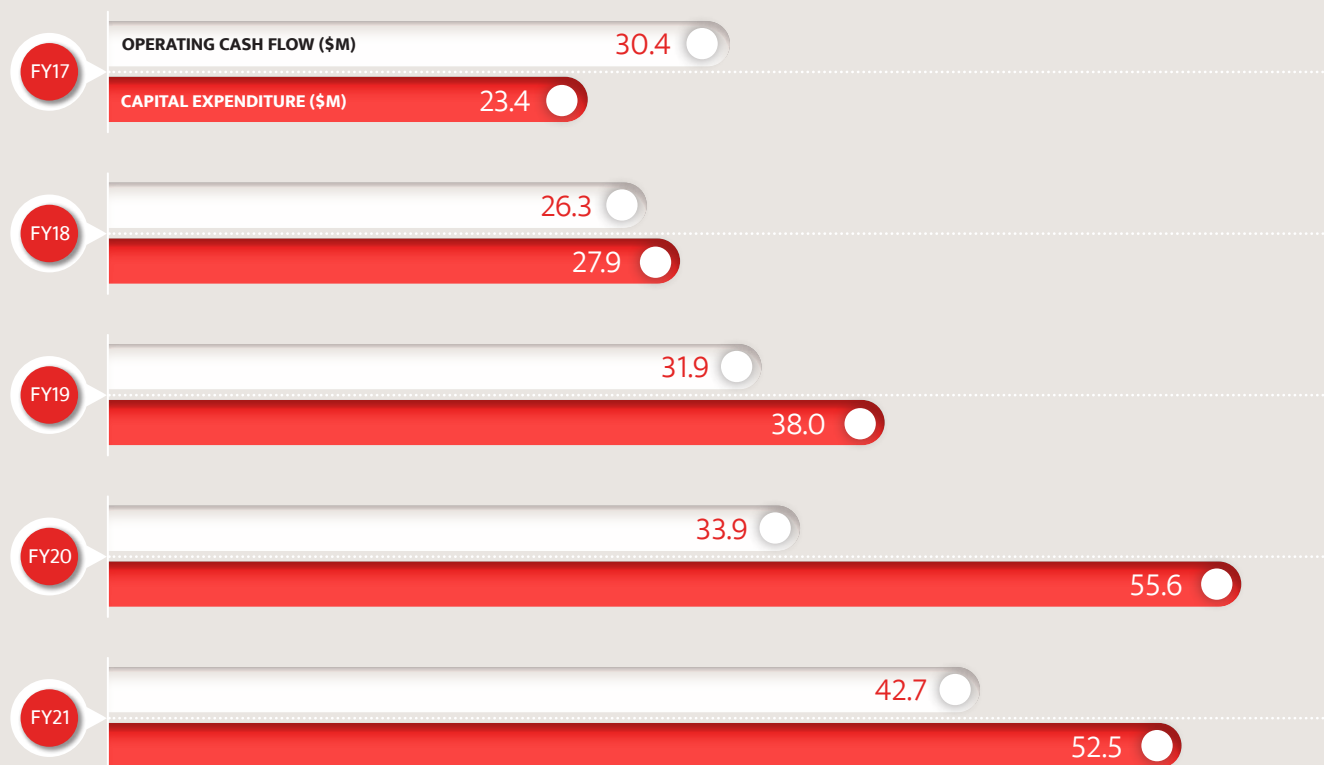 FY17
OPERATING CASH FLOW ($M) 30.4
CAPITAL EXPENDITURE ($M) 23.4
FY18
26.3
27.9
FY19
31.9
38.0
FY20
33.9
55.6
FY21
42.7
52.5